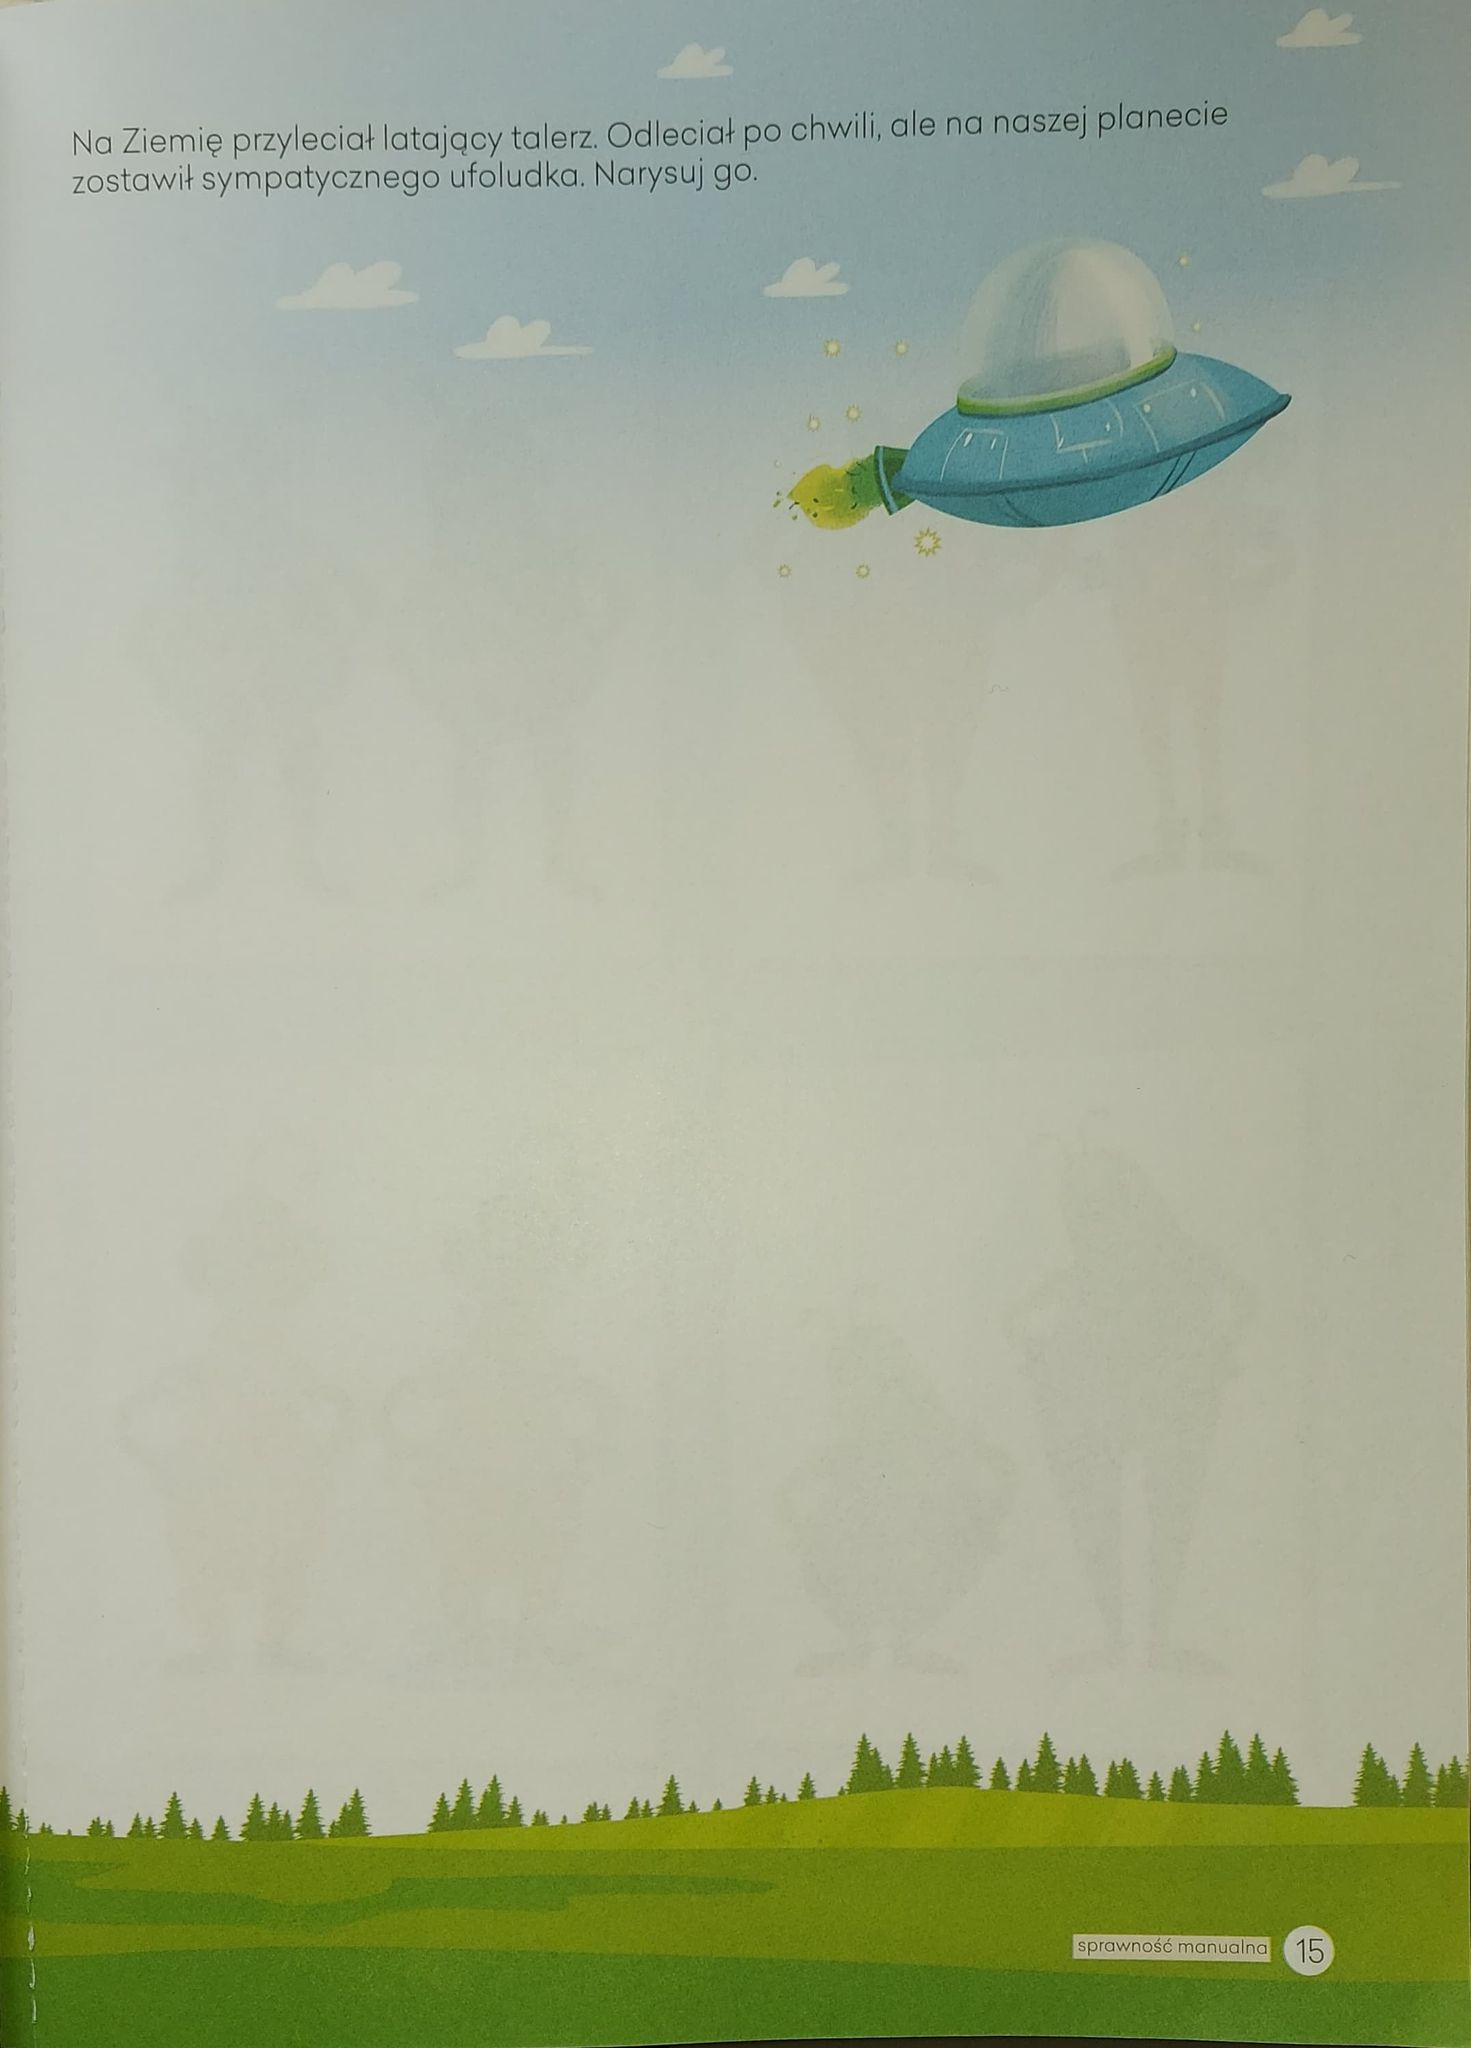 Na Ziemię przyleciał latający talerz. Odleciał po chwili, ale na naszej planecie
zostawił sympatycznego ufoludka. Narysuj go.
sprawność manualna 15